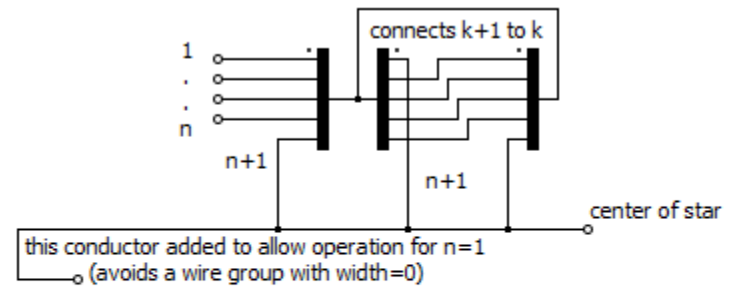 connects k+1 to k
1
.
.
n
n+1
n+1
center of star
this conductor added to allow operation for n=1
(avoids a wire group with width=0)